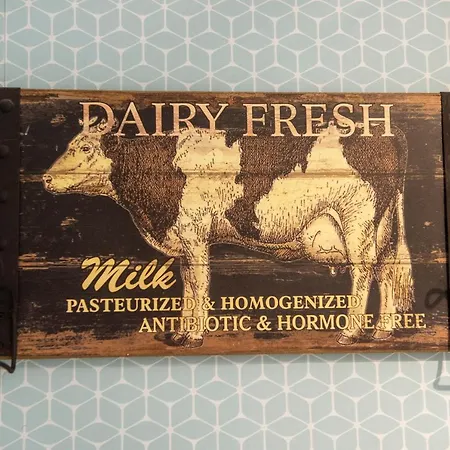 DAIRY FRESH
Milk
PASTEURIZED & HOMOGENIZED
ANTIBIOTIC & HORMONE FREE